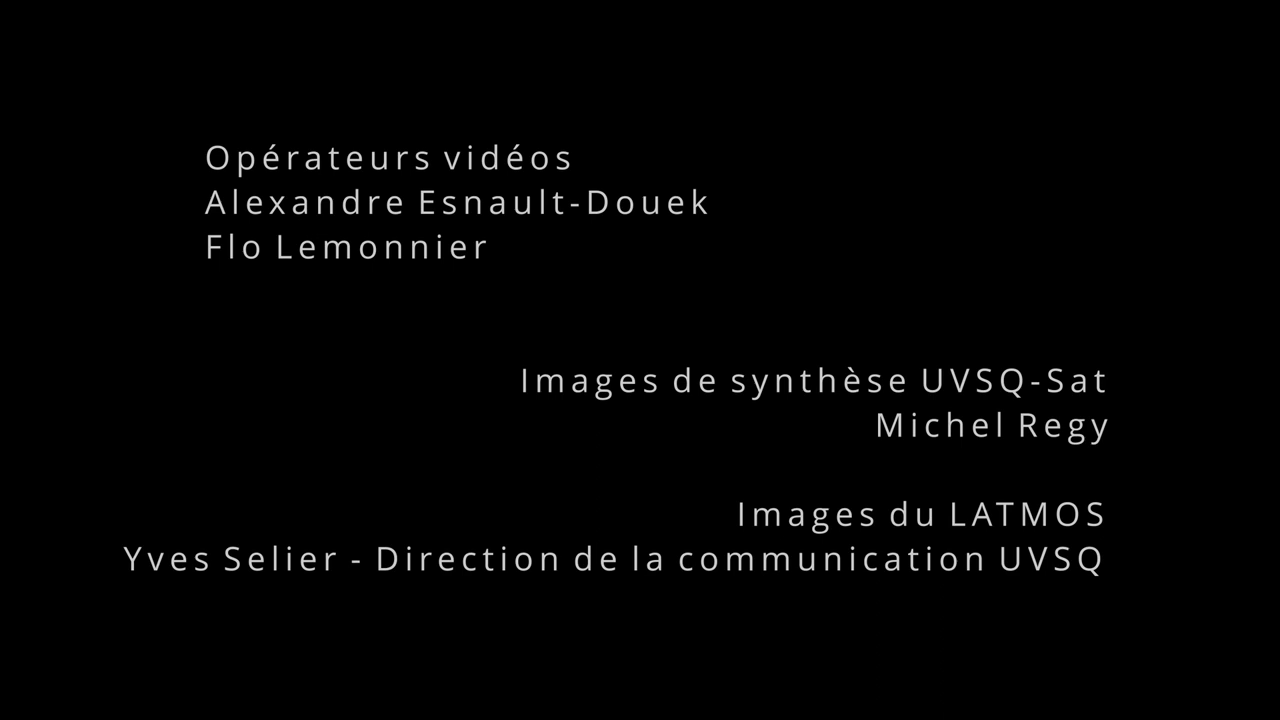 Opérateurs vidéos
Alexandre Esnault-Douek
Flo Lemonnier
Images de synthèse UVSQ-Sat
Michel Regy
Images du LATMOS
Yves Selier - Direction de la communication UVSQ